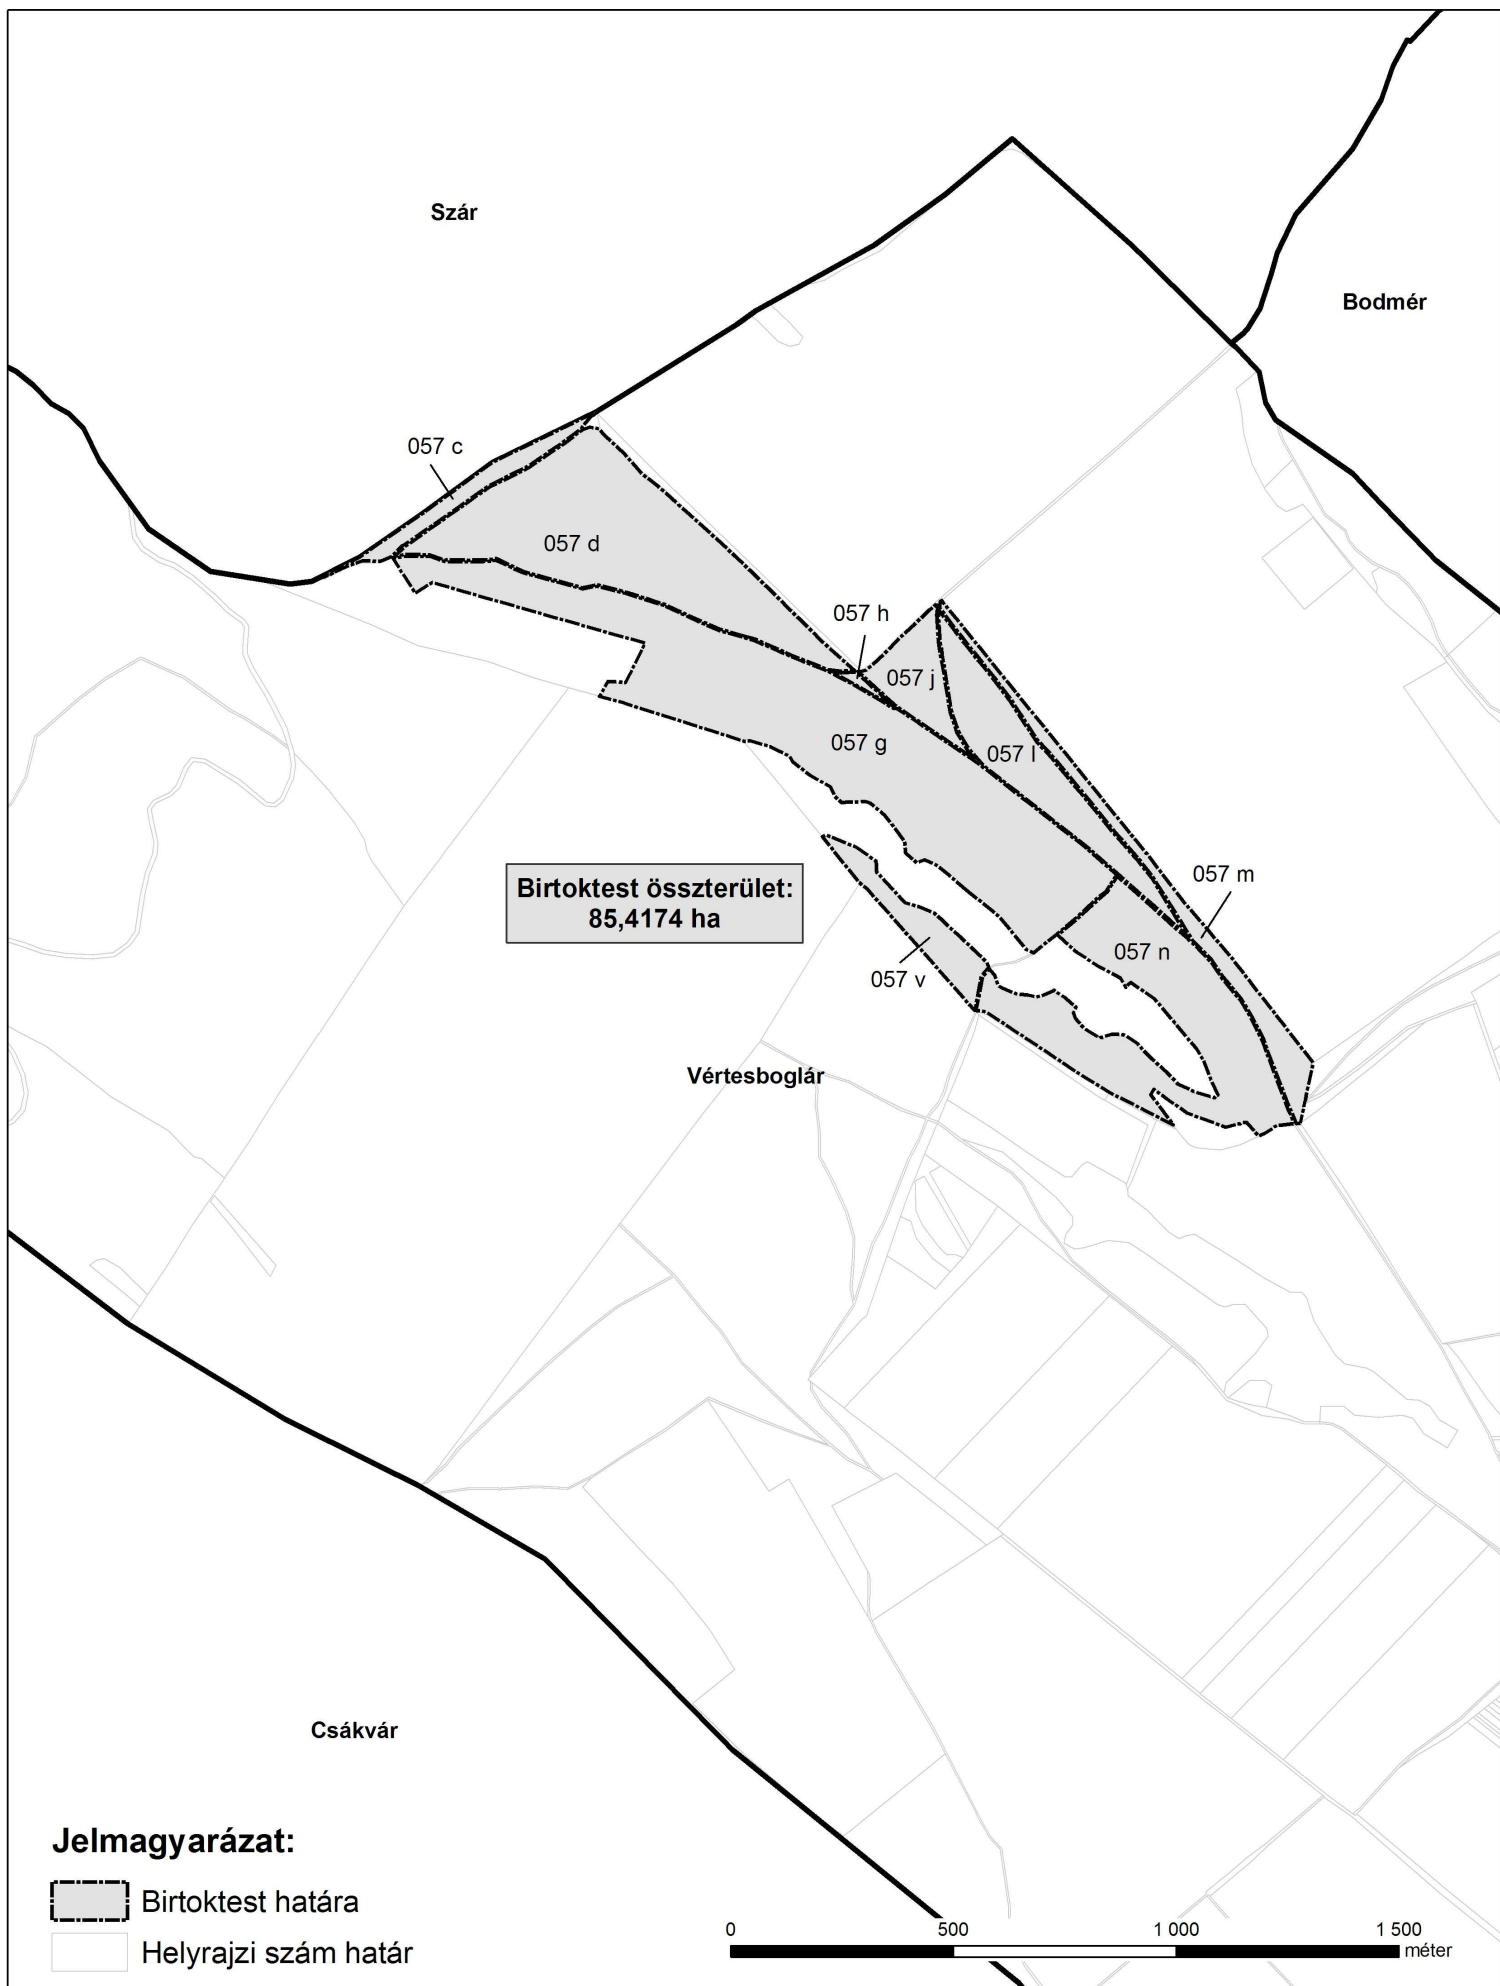 Szár
Bodmér
057 c
057 d
057 h
057 j
057 g
057 l
057 m
Birtoktest összterület:
85,4174 ha
057 n
057 v
Vértesboglár
Csákvár
Jelmagyarázat:
Birtoktest határa
Helyrajzi szám határ
0 500 1 000 1 500
méter